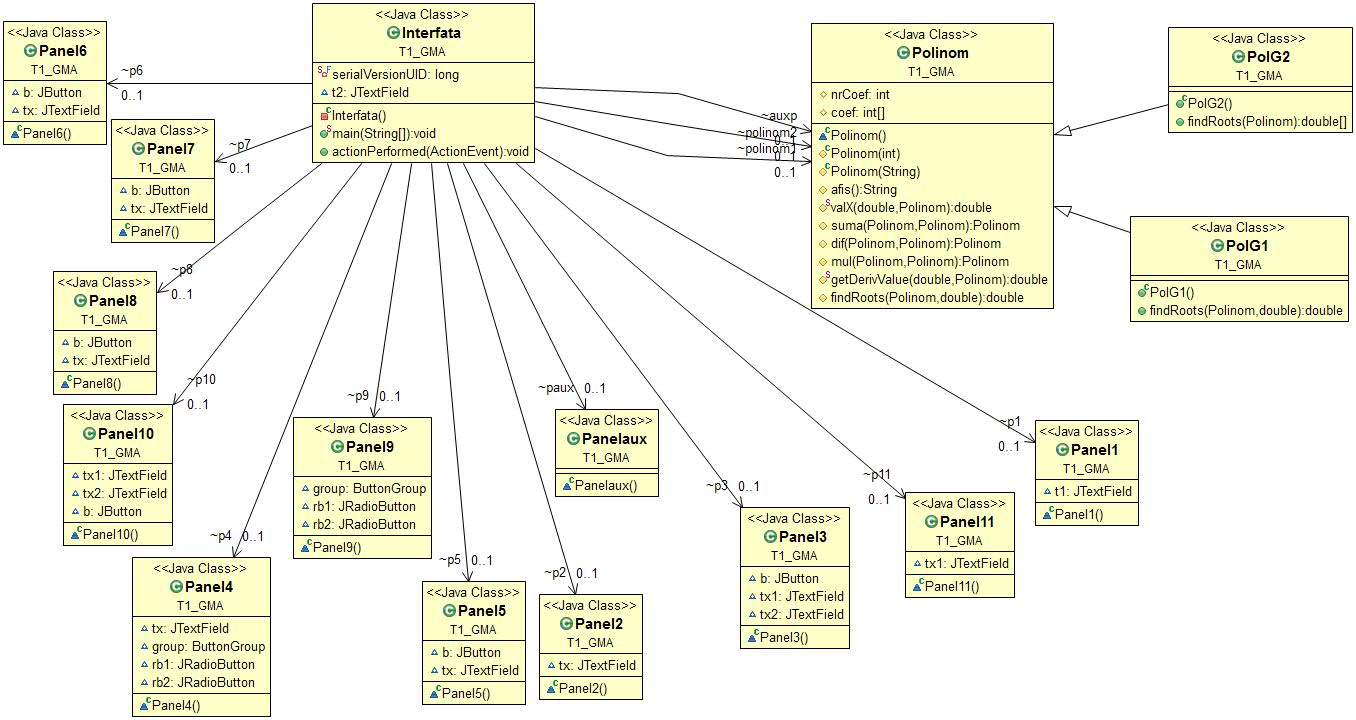 <<Java Class>>
Interfata
T1_GMA
serialVersionUID: long
t2: JTextField
Interfata()
main(String[]):void
actionPerformed(ActionEvent):void
<<Java Class>>
Polinom
T1_GMA
nrCoef: int
coef: int[]
Polinom()
Polinom(int)
Polinom(String)
afis():String
valX(double,Polinom):double
suma(Polinom,Polinom):Polinom
dif(Polinom,Polinom):Polinom
mul(Polinom,Polinom):Polinom
getDerivValue(double,Polinom):double
findRoots(Polinom,double):double
<<Java Class>>
PolG2
T1_GMA
PolG2()
findRoots(Polinom):double[]
<<Java Class>>
PolG1
T1_GMA
PolG1()
findRoots(Polinom,double):double
~auxp
0..1
~polinom2
0..1
~polinom1
0..1
<<Java Class>>
Panel6
T1_GMA
b: JButton
tx: JTextField
Panel6()
~p6
0..1
<<Java Class>>
Panel7
T1_GMA
b: JButton
tx: JTextField
Panel7()
~p7
0..1
<<Java Class>>
Panel8
T1_GMA
b: JButton
tx: JTextField
Panel8()
~p8
0..1
<<Java Class>>
Panel10
T1_GMA
tx1: JTextField
tx2: JTextField
b: JButton
Panel10()
~p10
0..1
<<Java Class>>
Panel4
T1_GMA
tx: JTextField
group: ButtonGroup
rb1: JRadioButton
rb2: JRadioButton
Panel4()
~p4 0..1
<<Java Class>>
Panel9
T1_GMA
group: ButtonGroup
rb1: JRadioButton
rb2: JRadioButton
Panel9()
~p9 0..1
<<Java Class>>
Panel5
T1_GMA
b: JButton
tx: JTextField
Panel5()
~p5 0..1
<<Java Class>>
Panel2
T1_GMA
tx: JTextField
Panel2()
~p2 0..1
<<Java Class>>
Panelaux
T1_GMA
Panelaux()
~paux 0..1
<<Java Class>>
Panel3
T1_GMA
b: JButton
tx1: JTextField
tx2: JTextField
Panel3()
~p3 0..1
<<Java Class>>
Panel11
T1_GMA
tx1: JTextField
Panel11()
~p11
0..1
<<Java Class>>
Panel1
T1_GMA
t1: JTextField
Panel1()
~p1
0..1